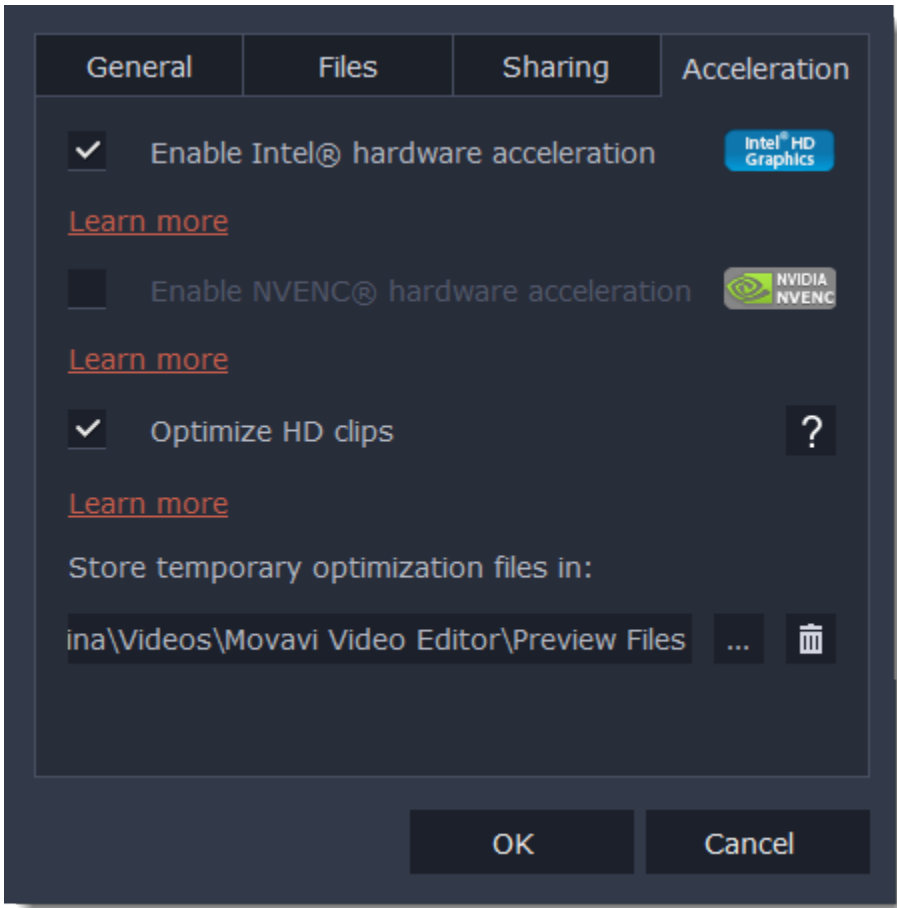 General Files Sharing Acceleration
Enable Intel® hardware acceleration Intel® HD Graphics
Learn more
Enable NVENC® hardware acceleration NVIDIA NVENC
Learn more
Optimize HD clips ?
Learn more
Store temporary optimization files in:
ina\Videos\Movavi Video Editor\Preview Files ...
OK Cancel